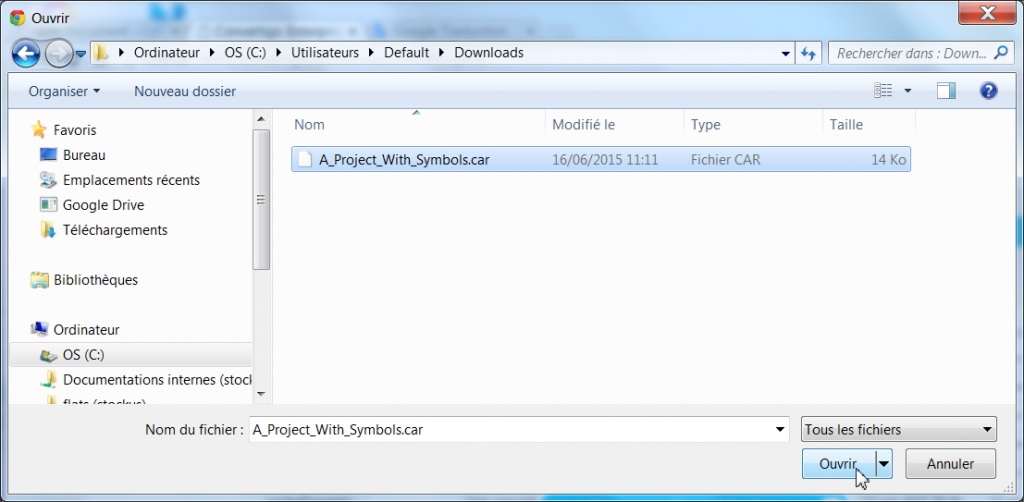 Ouvrir
Ordinateur OS (C:) Utilisateurs Default Downloads Rechercher dans : Down...
Organiser Nouveau dossier
Nom Modifié le Type Taille
A_Project_With_Symbols.car 16/06/2015 11:11 Fichier CAR 14 Ko
Favoris
Bureau
Emplacements récents
Google Drive
Téléchargements
Bibliothèques
Ordinateur
OS (C:)
Documentations internes (stock
flats (stockus)
Nom du fichier : A_Project_With_Symbols.car Tous les fichiers
Ouvrir Annuler